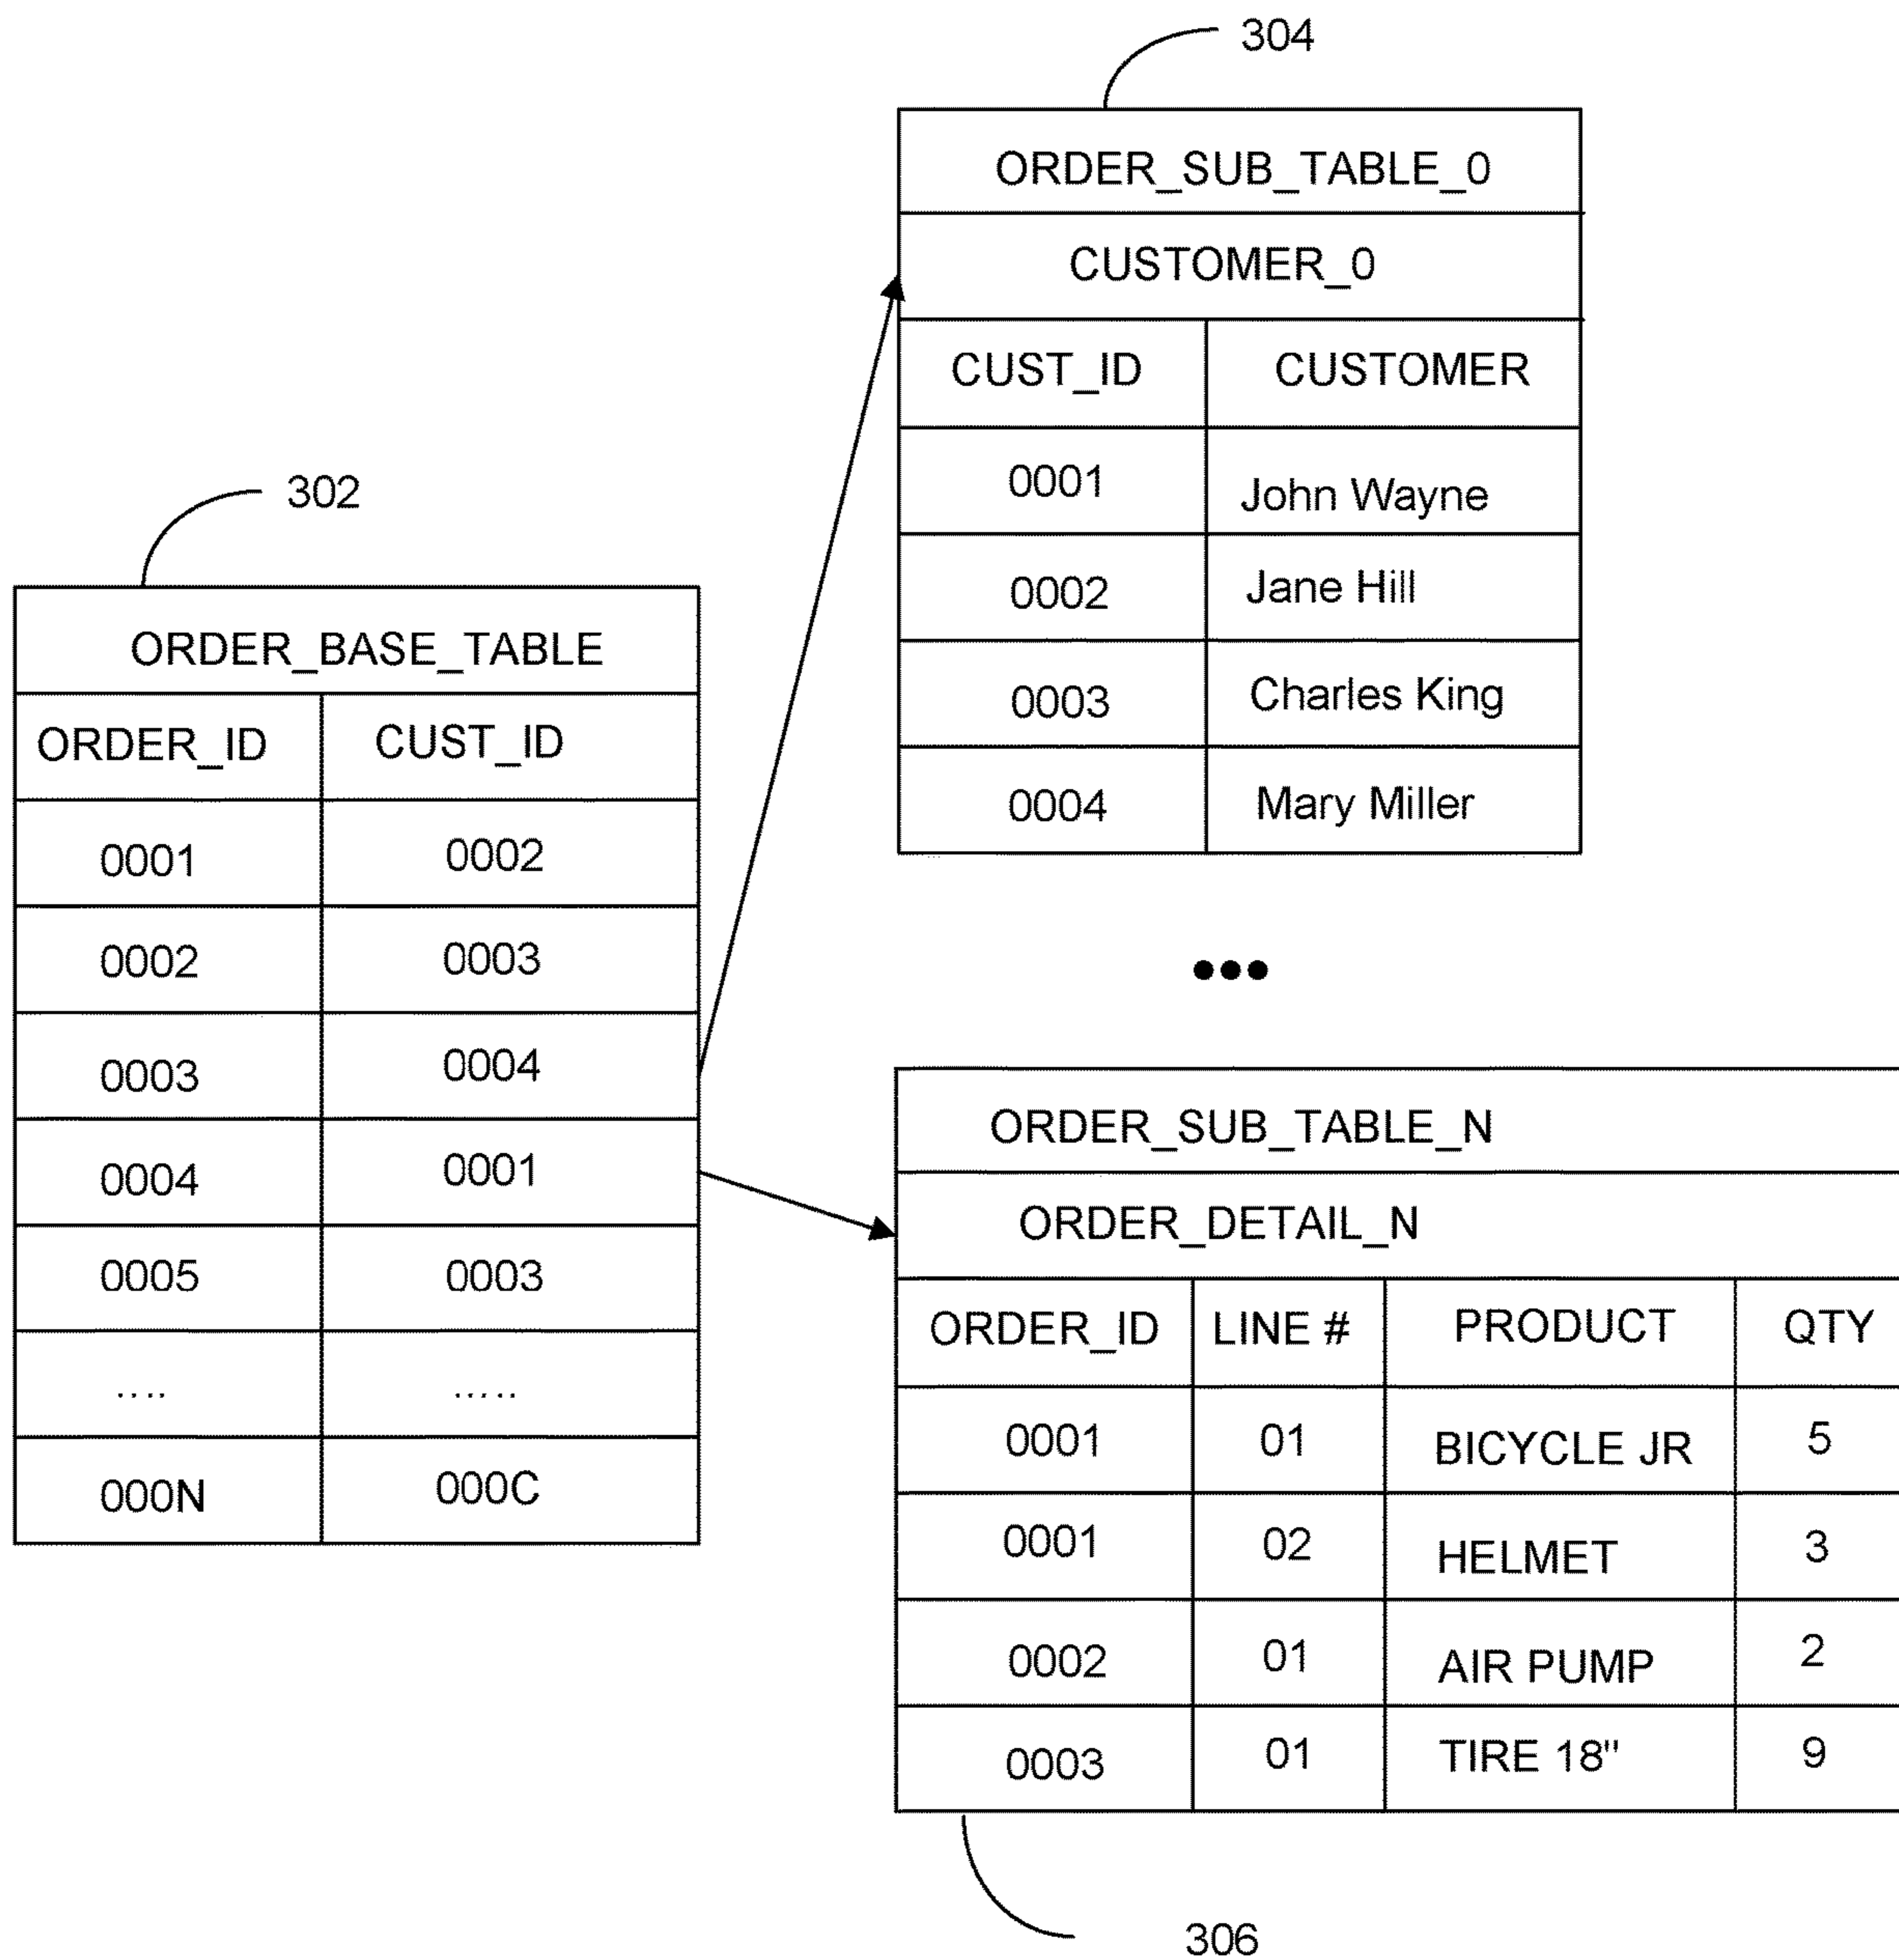 304
ORDER_SUB_TABLE_0
CUSTOMER_0
CUST_ID CUSTOMER
0001 John Wayne
0002 Jane Hill
0003 Charles King
0004 Mary Miller
302
ORDER_BASE_TABLE
ORDER_ID CUST_ID
0001 0002
0002 0003
0003 0004
0004 0001
0005 0003
.... .....
000N 000C
•••
ORDER_SUB_TABLE_N
ORDER_DETAIL_N
ORDER_ID LINE # PRODUCT QTY
0001 01 BICYCLE JR 5
0001 02 HELMET 3
0002 01 AIR PUMP 2
0003 01 TIRE 18" 9
306